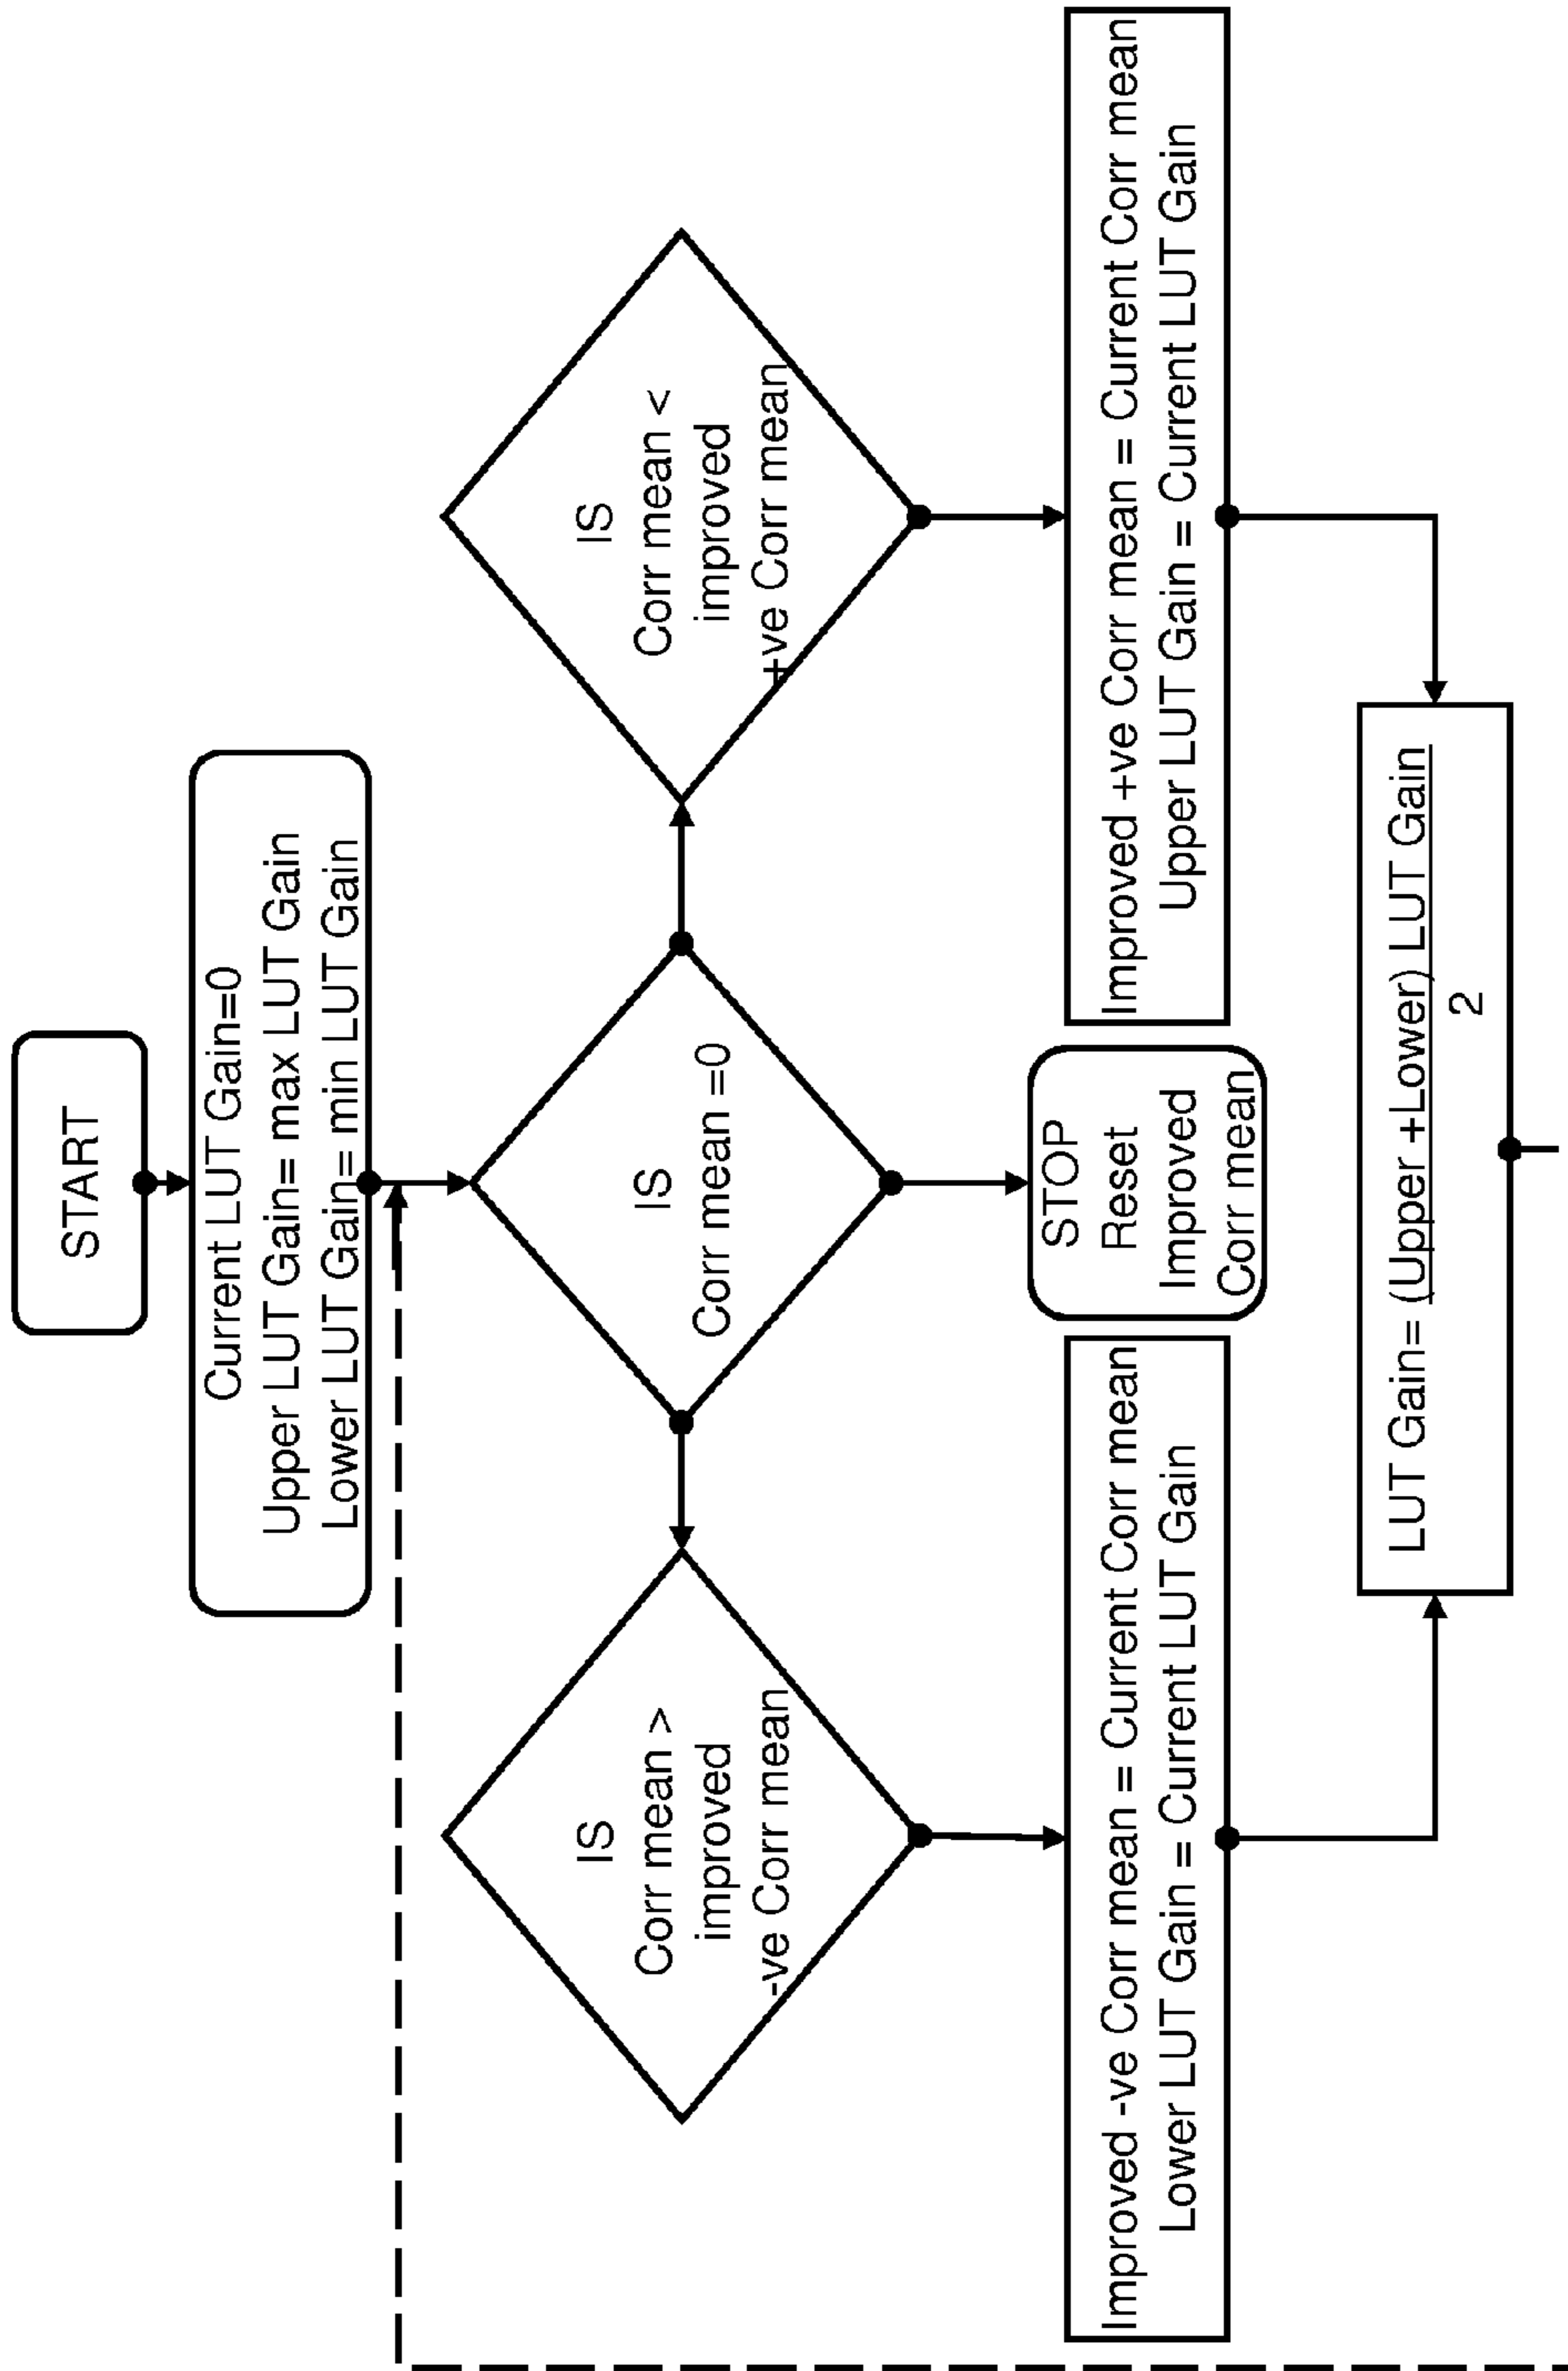 START
Current LUT Gain=0
Upper LUT Gain= max LUT Gain
Lower LUT Gain= min LUT Gain
IS
Corr mean >
improved
-ve Corr mean
IS
Corr mean =0
IS
Corr mean <
improved
+ve Corr mean
Improved -ve Corr mean = Current Corr mean
Lower LUT Gain = Current LUT Gain
STOP
Reset
Improved
Corr mean
Improved +ve Corr mean = Current Corr mean
Upper LUT Gain = Current LUT Gain
LUT Gain= (Upper +Lower) LUT Gain
2